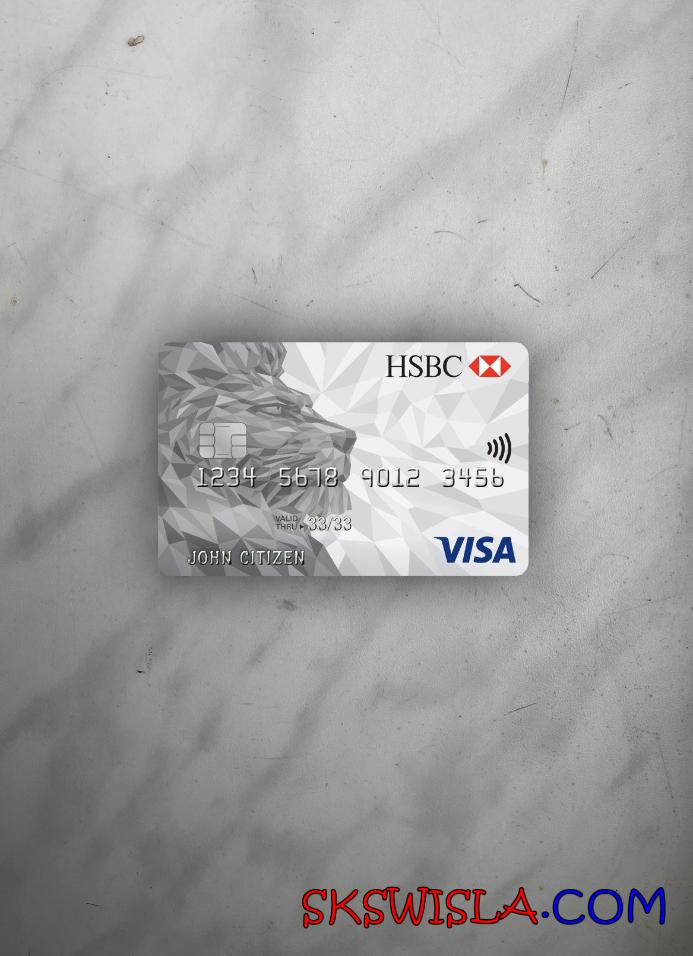 HSBC
1234 5678 9012 3456
VALID
THRU ▸ 33/33
JOHN CITIZEN
VISA
SKSWISLA.COM